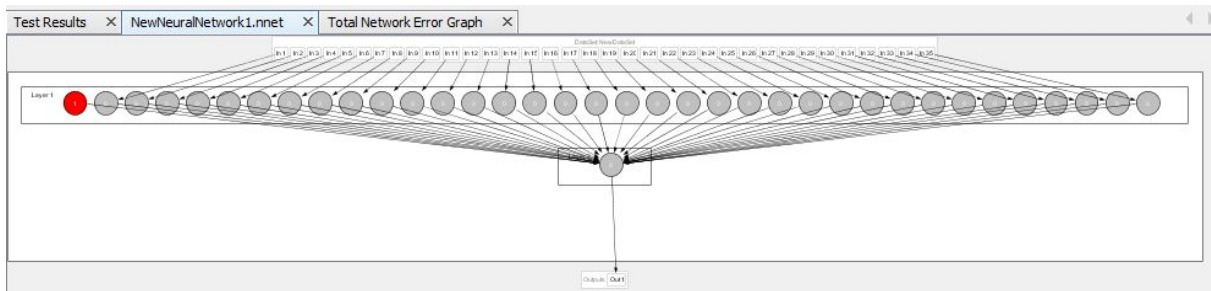 Test Results X NewNeuralNetwork1.nnet X Total Network Error Graph X
DataSet NewDataSet
In 1 In 2 In 3 In 4 In 5 In 6 In 7 In 8 In 9 In 10 In 11 In 12 In 13 In 14 In 15 In 16 In 17 In 18 In 19 In 20 In 21 In 22 In 23 In 24 In 25 In 26 In 27 In 28 In 29 In 30 In 31 In 32 In 33 In 34 In 35
Layer 1
1
Outputs Out 1